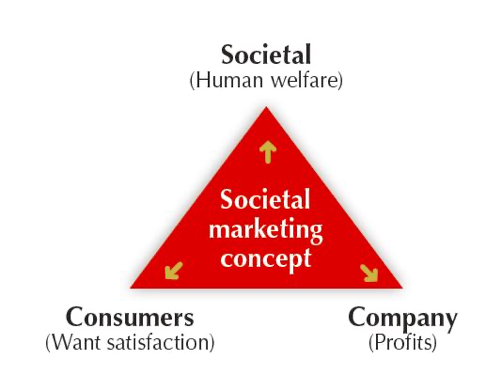 Societal
(Human welfare)
Societal
marketing
concept
Consumers
(Want satisfaction)
Company
(Profits)